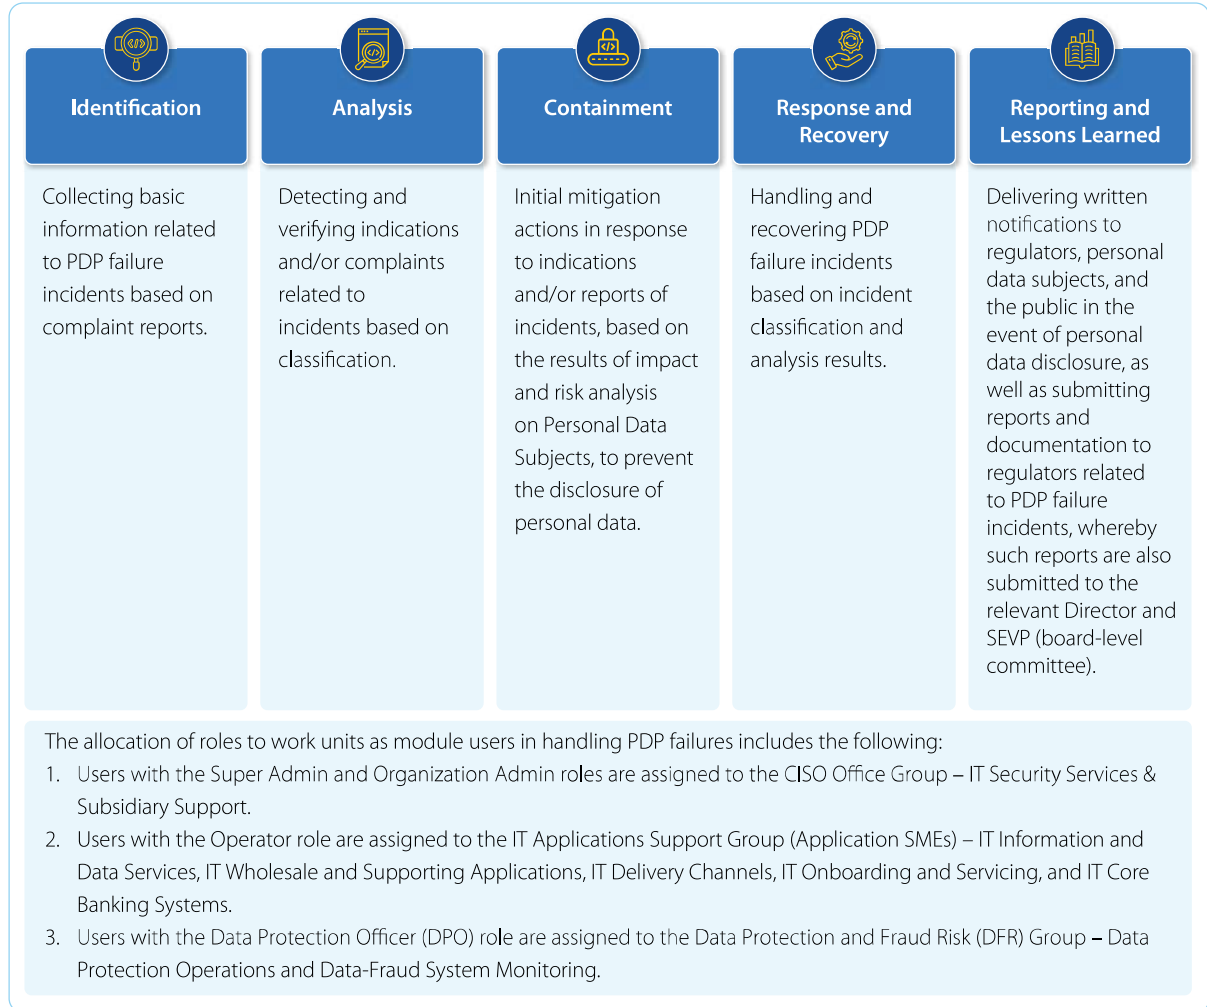 Identification
Collecting basic
information related
to PDP failure
incidents based on
complaint reports.
Analysis
Detecting and
verifying indications
and/or complaints
related to
incidents based on
classification.
Containment
Initial mitigation
actions in response
to indications
and/or reports of
incidents, based on
the results of impact
and risk analysis
on Personal Data
Subjects, to prevent
the disclosure of
personal data.
Response and
Recovery
Handling and
recovering PDP
failure incidents
based on incident
classification and
analysis results.
Reporting and
Lessons Learned
Delivering written
notifications to
regulators, personal
data subjects, and
the public in the
event of personal
data disclosure, as
well as submitting
reports and
documentation to
regulators related
to PDP failure
incidents, whereby
such reports are also
submitted to the
relevant Director and
SEVP (board-level
committee).
The allocation of roles to work units as module users in handling PDP failures includes the following:
1. Users with the Super Admin and Organization Admin roles are assigned to the CISO Office Group – IT Security Services &
Subsidiary Support.
2. Users with the Operator role are assigned to the IT Applications Support Group (Application SMEs) – IT Information and
Data Services, IT Wholesale and Supporting Applications, IT Delivery Channels, IT Onboarding and Servicing, and IT Core
Banking Systems.
3. Users with the Data Protection Officer (DPO) role are assigned to the Data Protection and Fraud Risk (DFR) Group – Data
Protection Operations and Data-Fraud System Monitoring.